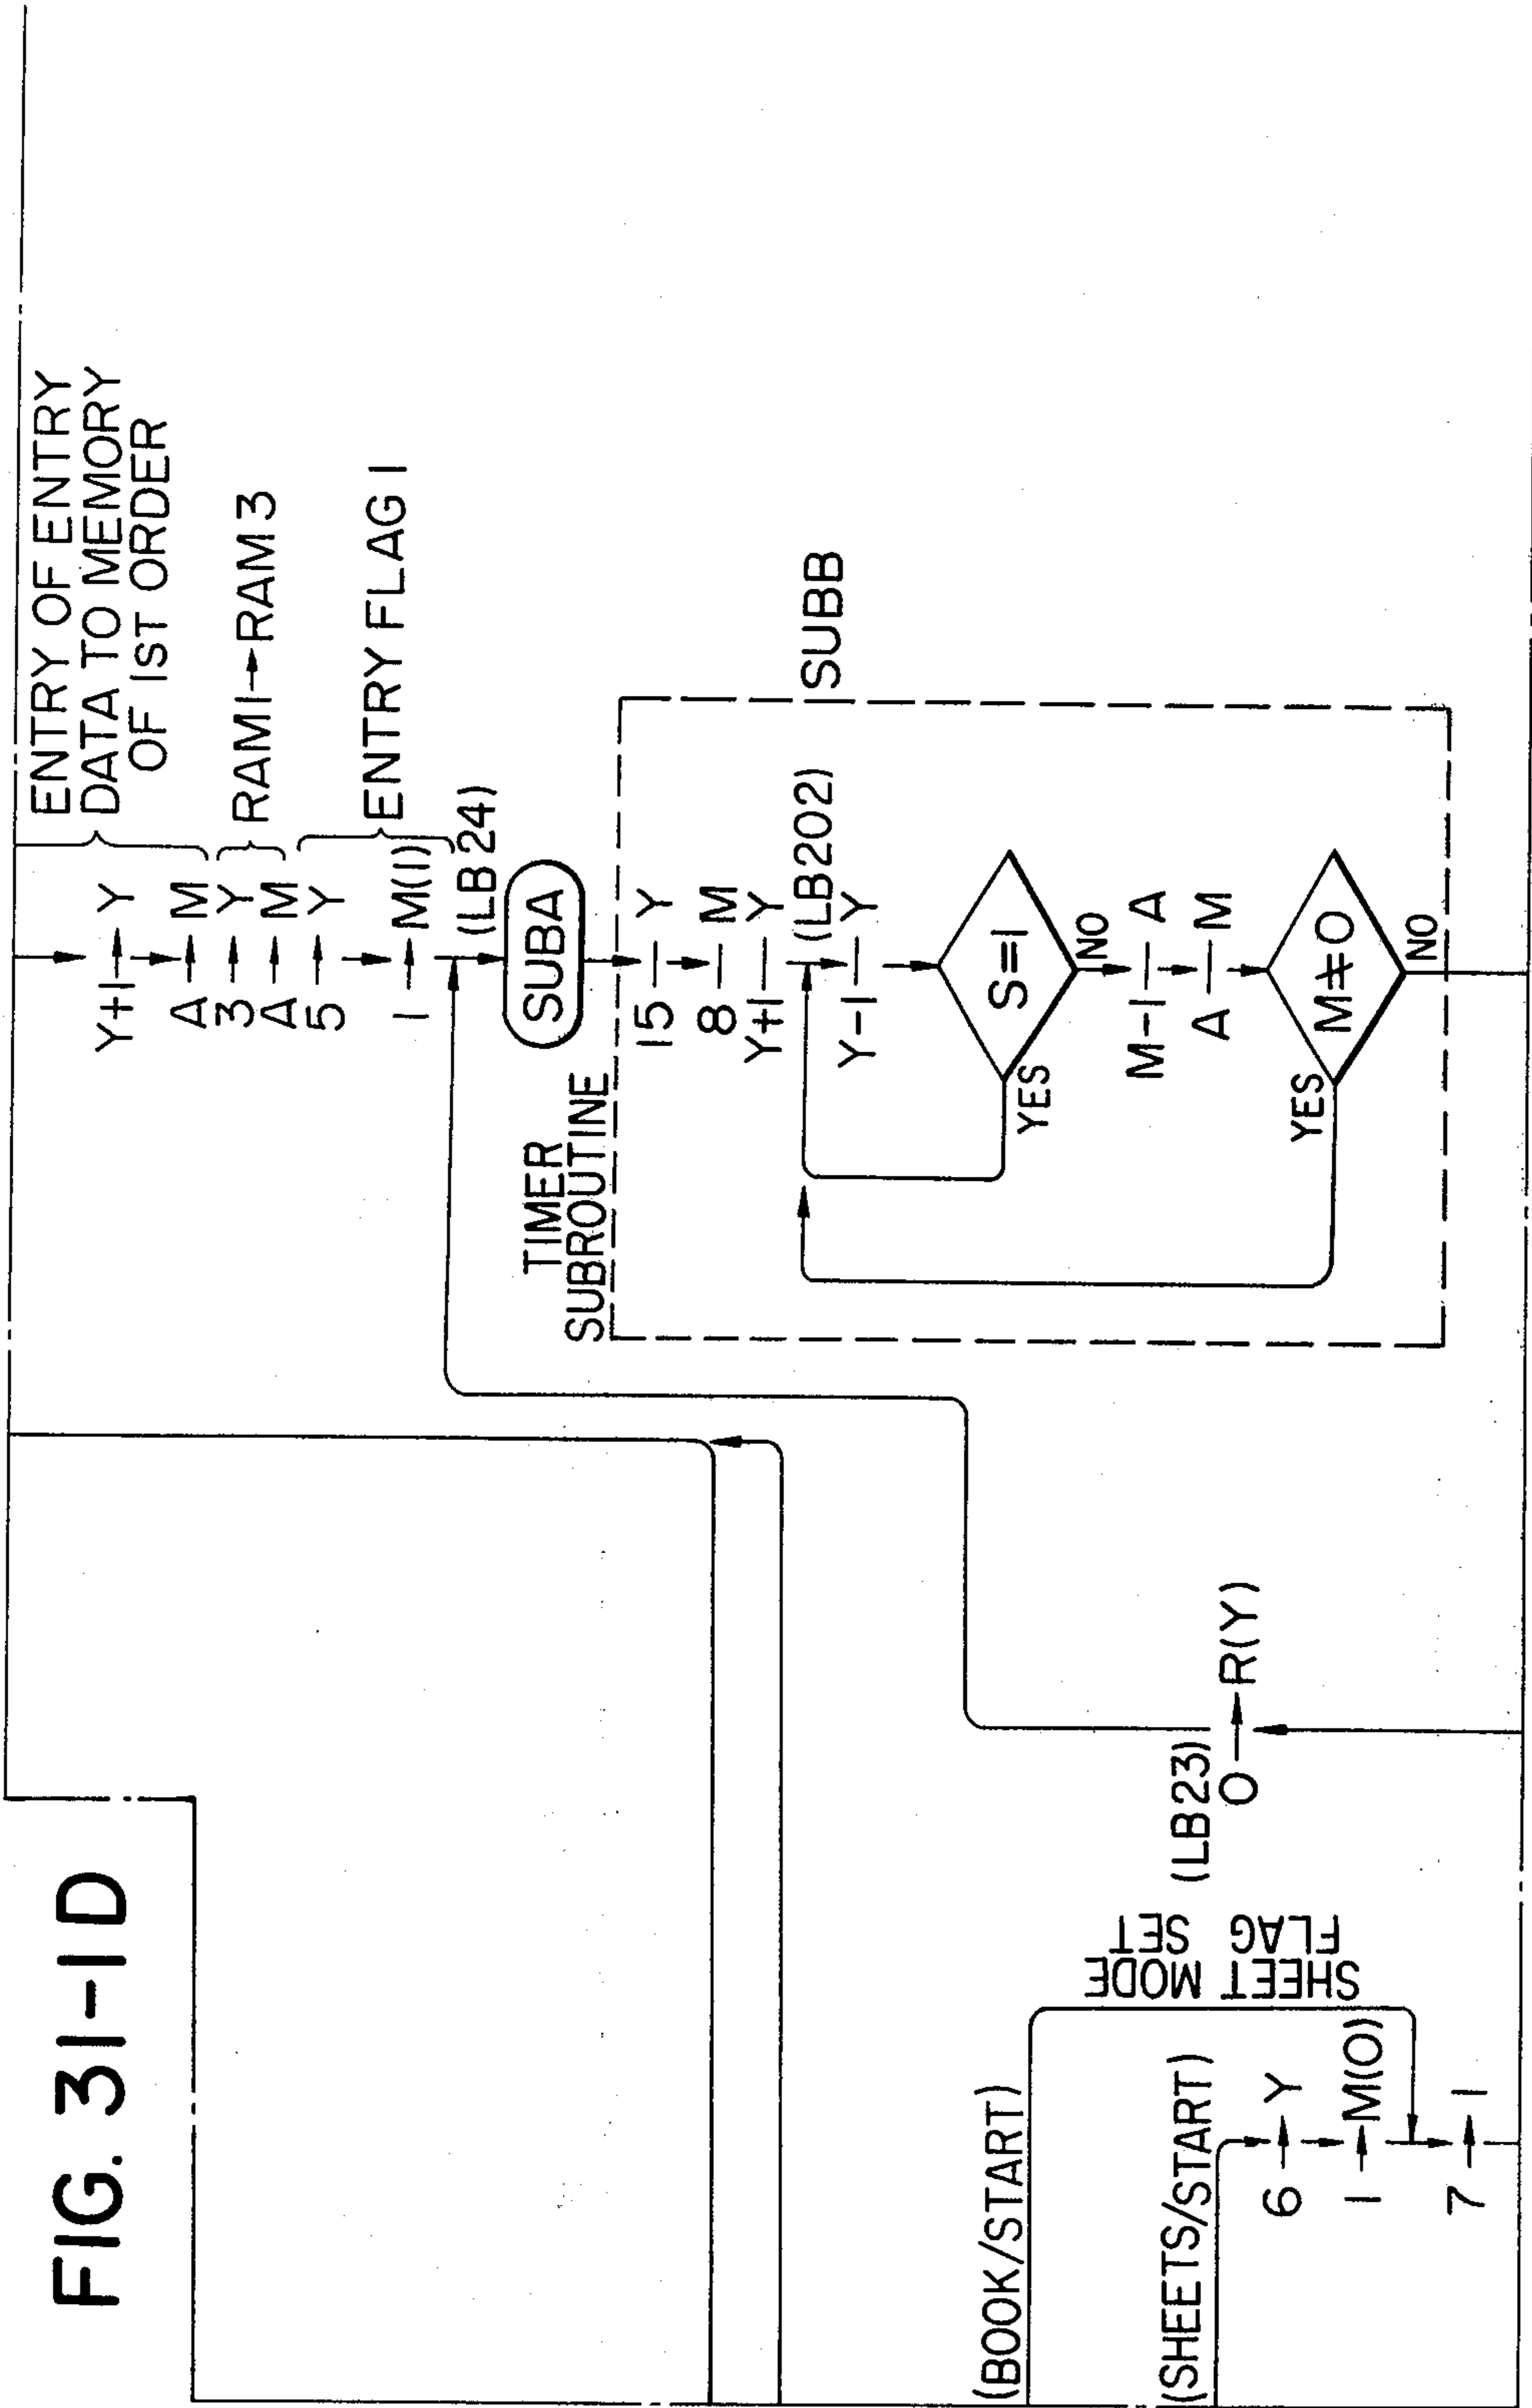 FIG. 31-1D
Y+1→Y
A→M
ENTRY OF ENTRY
DATA TO MEMORY
OF 1ST ORDER
3→Y
A→M
RAM1→RAM3
5→Y
1→M(1)
ENTRY FLAG 1
(LB24)
SUBA
TIMER
SUBROUTINE
SUBB
15—Y
8—M
Y+1—Y
(LB202)
Y-1—Y
S=1
YES
NO
M-1—A
A—M
M≠0
YES
NO
(LB23)
0→R(Y)
(BOOK/START)
(SHEETS/START)
6→Y
1→M(0)
7→1
SHEET MODE
FLAG SET